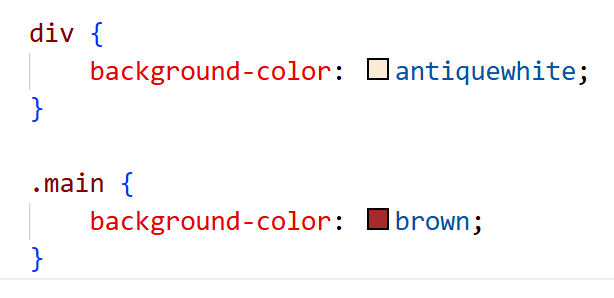 div {
    background-color: antiquewhite;
}
.main {
    background-color: brown;
}